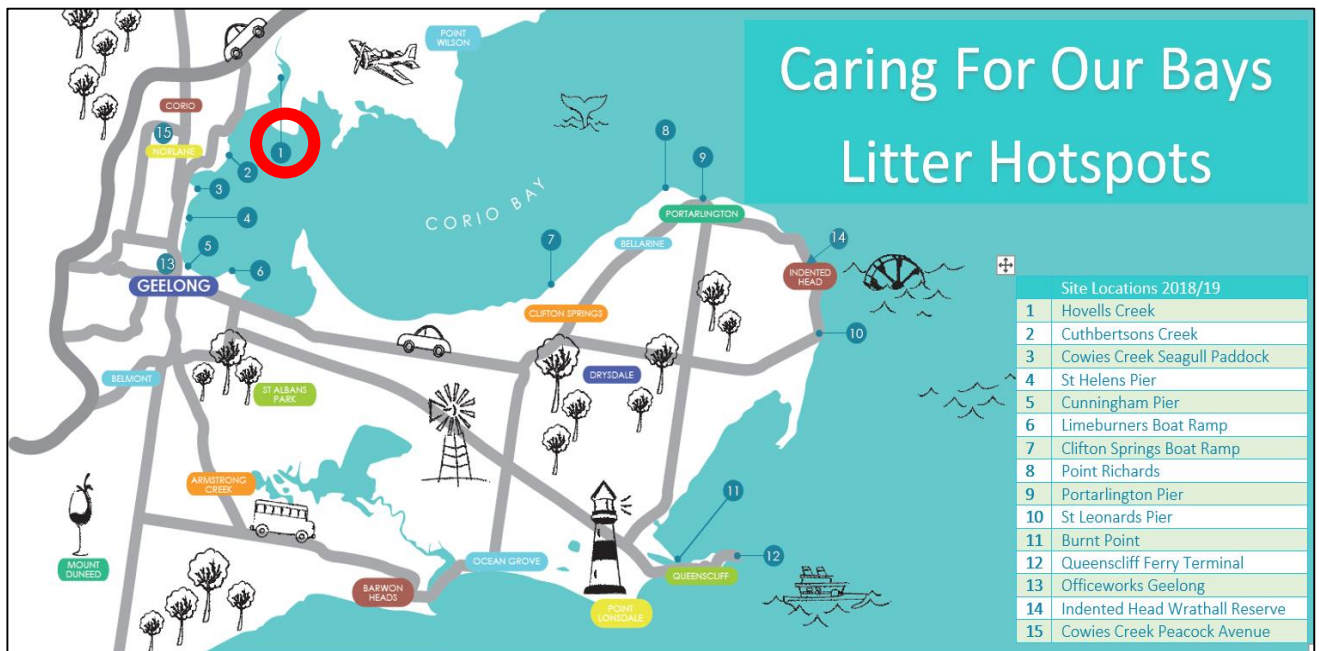 Caring For Our Bays
Litter Hotspots
POINT
WILSON
CORIO
15
NORLANE
1
2
3
4
5
13
GEELONG
6
CORIO BAY
8
9
PORTARLINGTON
BELLARINE
7
14
INDENTED
HEAD
CLIFTON SPRINGS
10
BELMONT
ST ALBANS
PARK
DRYSDALE
ARMSTRONG
CREEK
11
12
MOUNT
DUNEED
OCEAN GROVE
QUEENSCLIFF
BARWON
HEADS
POINT
LONSDALE
Site Locations 2018/19
1 Hovells Creek
2 Cuthbertsons Creek
3 Cowies Creek Seagull Paddock
4 St Helens Pier
5 Cunningham Pier
6 Limeburners Boat Ramp
7 Clifton Springs Boat Ramp
8 Point Richards
9 Portarlington Pier
10 St Leonards Pier
11 Burnt Point
12 Queenscliff Ferry Terminal
13 Officeworks Geelong
14 Indented Head Wrathall Reserve
15 Cowies Creek Peacock Avenue